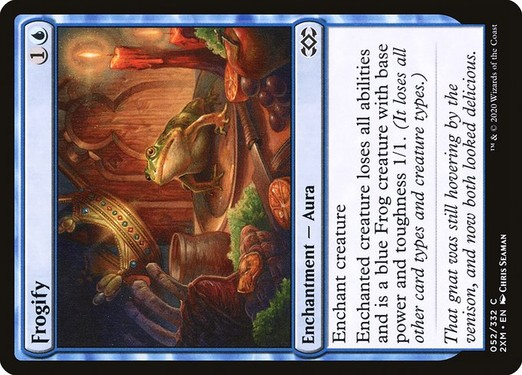 Frogify 1
Enchantment — Aura
Enchant creature
Enchanted creature loses all abilities
and is a blue Frog creature with base
power and toughness 1/1. (It loses all
other card types and creature types.)
That gnat was still hovering by the
venison, and now both looked delicious.
052/332 C
2XM • EN Chris Seaman
™ & © 2020 Wizards of the Coast